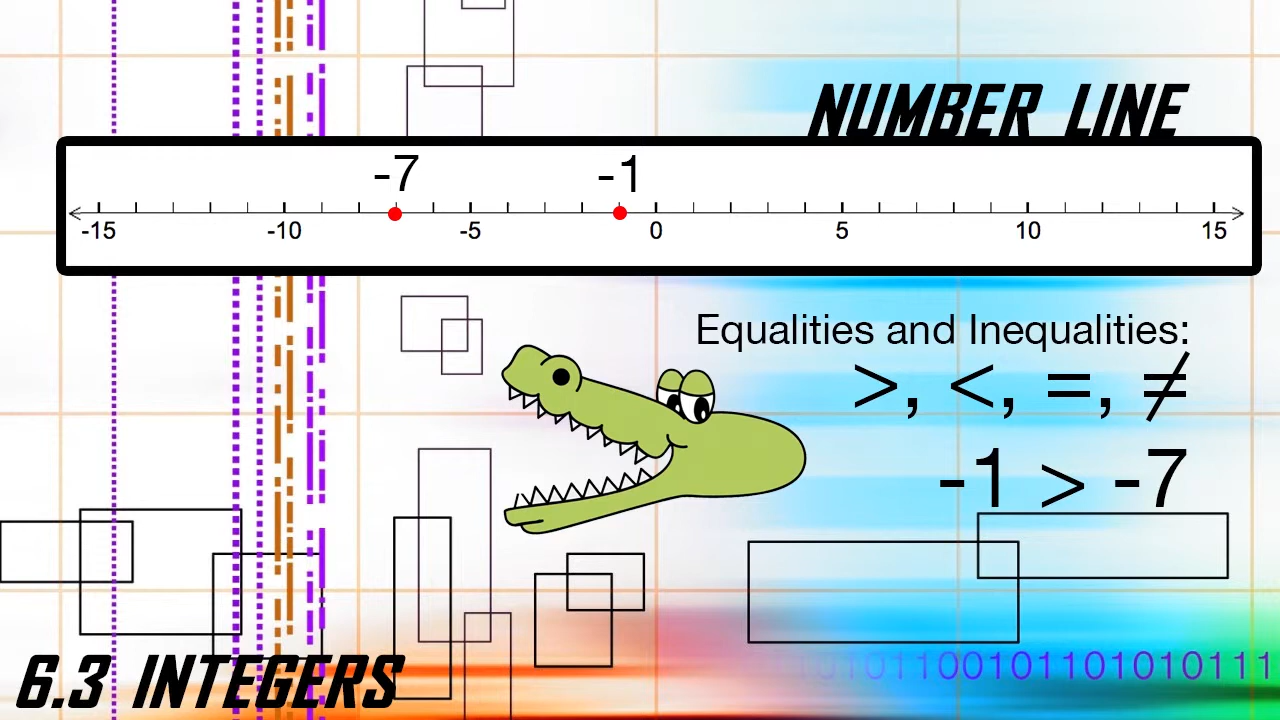 NUMBER LINE
-7 -1
-15 -10 -5 0 5 10 15
Equalities and Inequalities:
>, <, =, ≠
-1 > -7
1100101101010111
6.3 INTEGERS